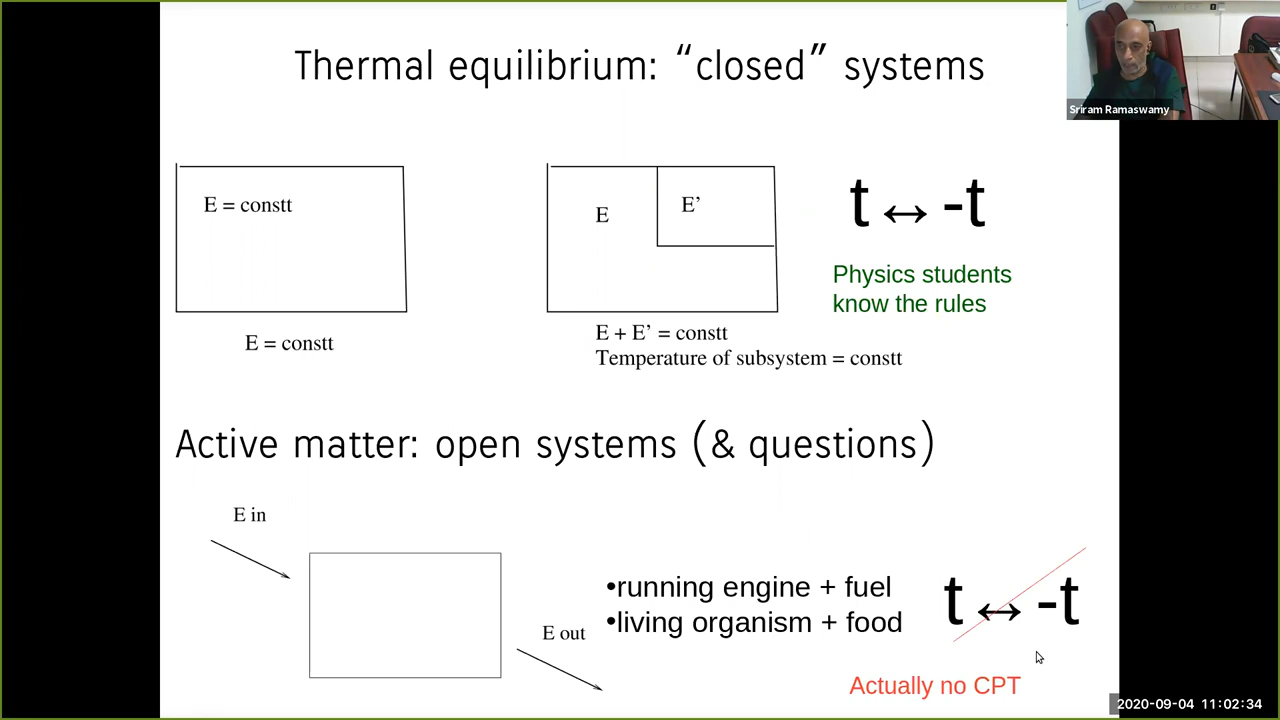 Thermal equilibrium: “closed” systems
Sriram Ramaswamy
E = constt
E
E’
t ↔ -t
Physics students
know the rules
E = constt
E + E’ = constt
Temperature of subsystem = constt
Active matter: open systems (& questions)
E in
•running engine + fuel
•living organism + food
t ↔ -t
E out
Actually no CPT
2020-09-04 11:02:34